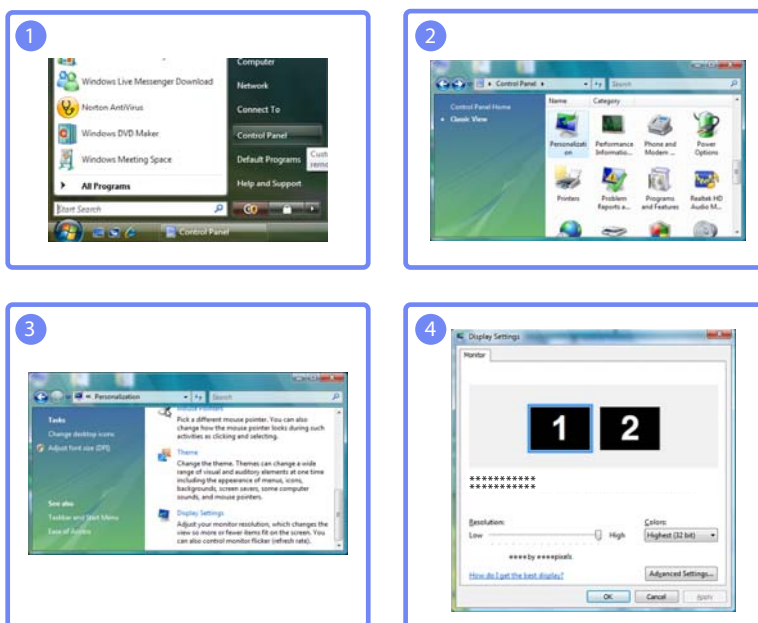 1
Computer
Windows Live Messenger Download
Network
Norton AntiVirus
Connect To
Windows DVD Maker
Control Panel
Windows Meeting Space
Default Programs
Cust
remo
All Programs
Help and Support
Start Search
Control Panel
2
Control Panel
Search
Control Panel Home
Classic View
Name Category
Personalizati
on
Performance
Informatio...
Phone and
Modem ...
Power
Options
Printers
Problem
Reports a...
Programs
and Features
Realtek HD
Audio M...
3
Personalization
Search
Tasks
Change desktop icons
Adjust font size (DPI)
See also
Taskbar and Start Menu
Ease of Access
Mouse Pointers
Pick a different mouse pointer. You can also
change how the mouse pointer looks during such
activities as clicking and selecting.
Theme
Change the theme. Themes can change a wide
range of visual and auditory elements at one time
including the appearance of menus, icons,
backgrounds, screen savers, some computer
sounds, and mouse pointers.
Display Settings
Adjust your monitor resolution, which changes the
view so more or fewer items fit on the screen. You
can also control monitor flicker (refresh rate).
4
Display Settings
Monitor
1 2
***********
***********
Resolution:
Low High
Colors:
Highest (32 bit)
****by ****pixels
How do I get the best display?
Advanced Settings...
OK Cancel Apply